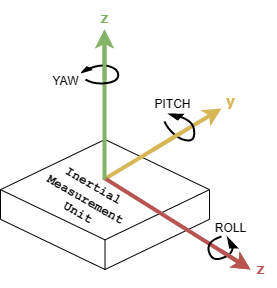 z
YAW
y
PITCH
Inertial
Measurement
Unit
ROLL
z